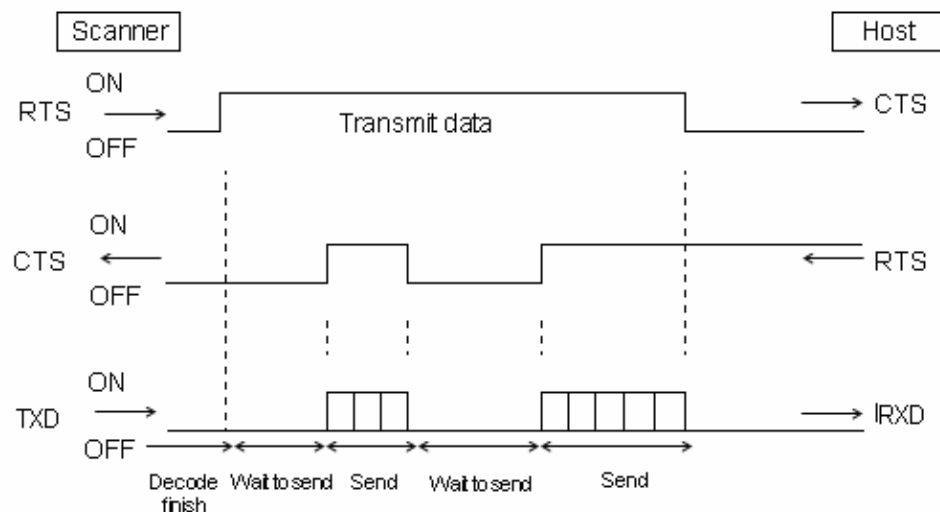 Scanner
Host
ON
RTS
CTS
Transmit data
OFF
ON
CTS
RTS
OFF
ON
TXD
RXD
OFF
Decode finish
Wait to send
Send
Wait to send
Send